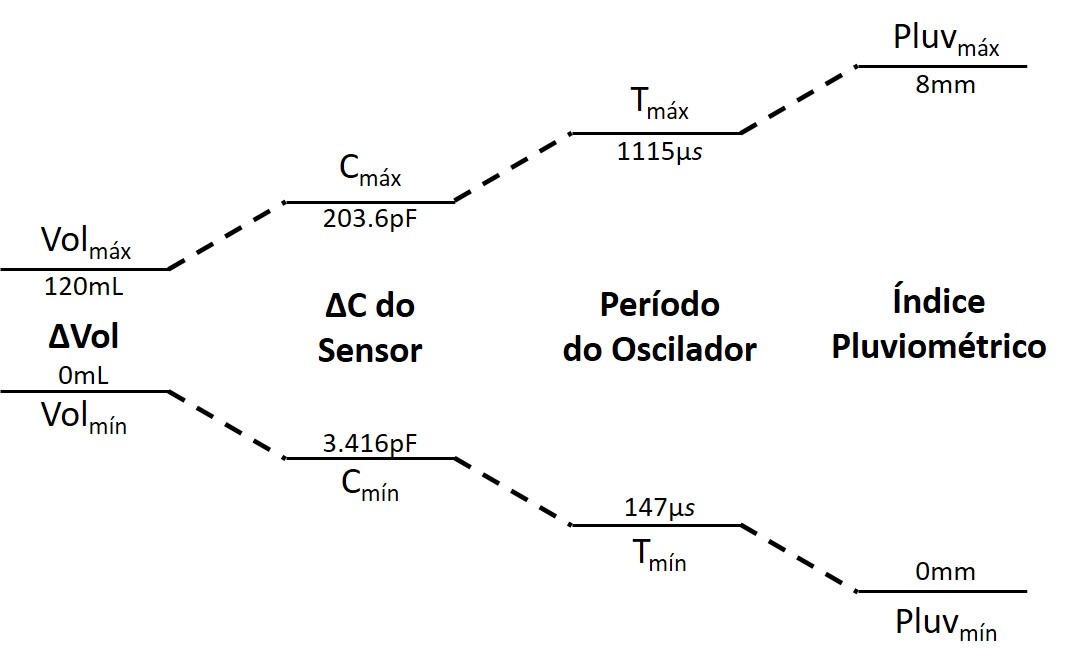 Vol máx
120mL
ΔVol
0mL
Vol mín
C máx
203.6pF
ΔC do
Sensor
3.416pF
C mín
T máx
1115µs
Período
do Oscilador
147µs
T mín
Pluv máx
8mm
Índice
Pluviométrico
0mm
Pluv mín